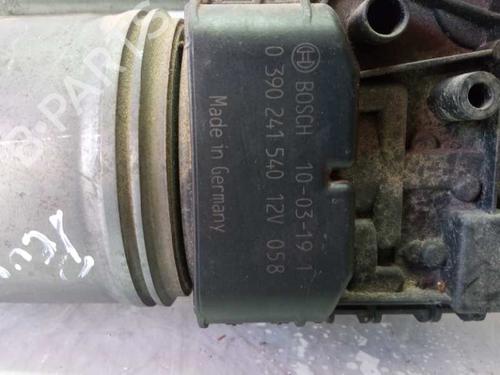 BOSCH 10-03-19 1
0 390 241 540 12V 058
Made in Germany